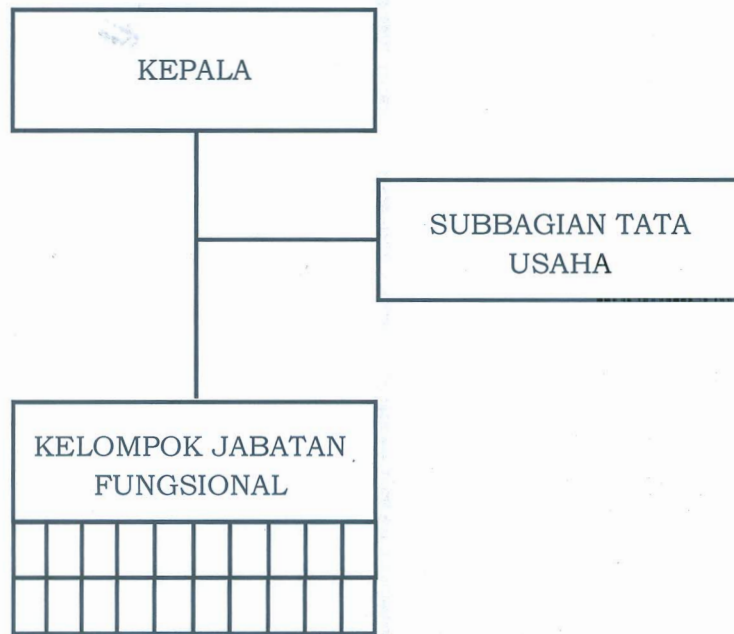 KEPALA
SUBBAGIAN TATA
USAHA
KELOMPOK JABATAN
FUNGSIONAL